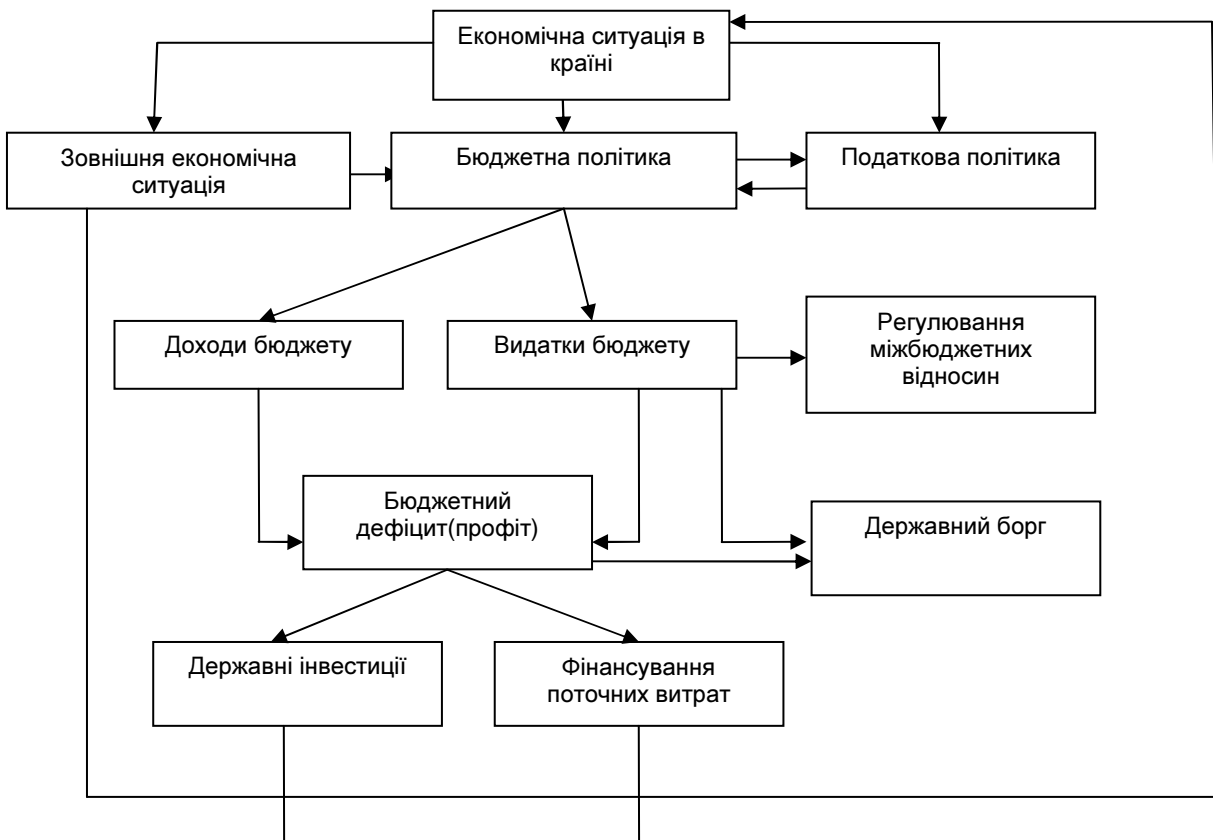 Економічна ситуація в
країні
Зовнішня економічна
ситуація
Бюджетна політика
Податкова політика
Доходи бюджету
Видатки бюджету
Регулювання
міжбюджетних
відносин
Бюджетний
дефіцит(профіт)
Державний борг
Державні інвестиції
Фінансування
поточних витрат